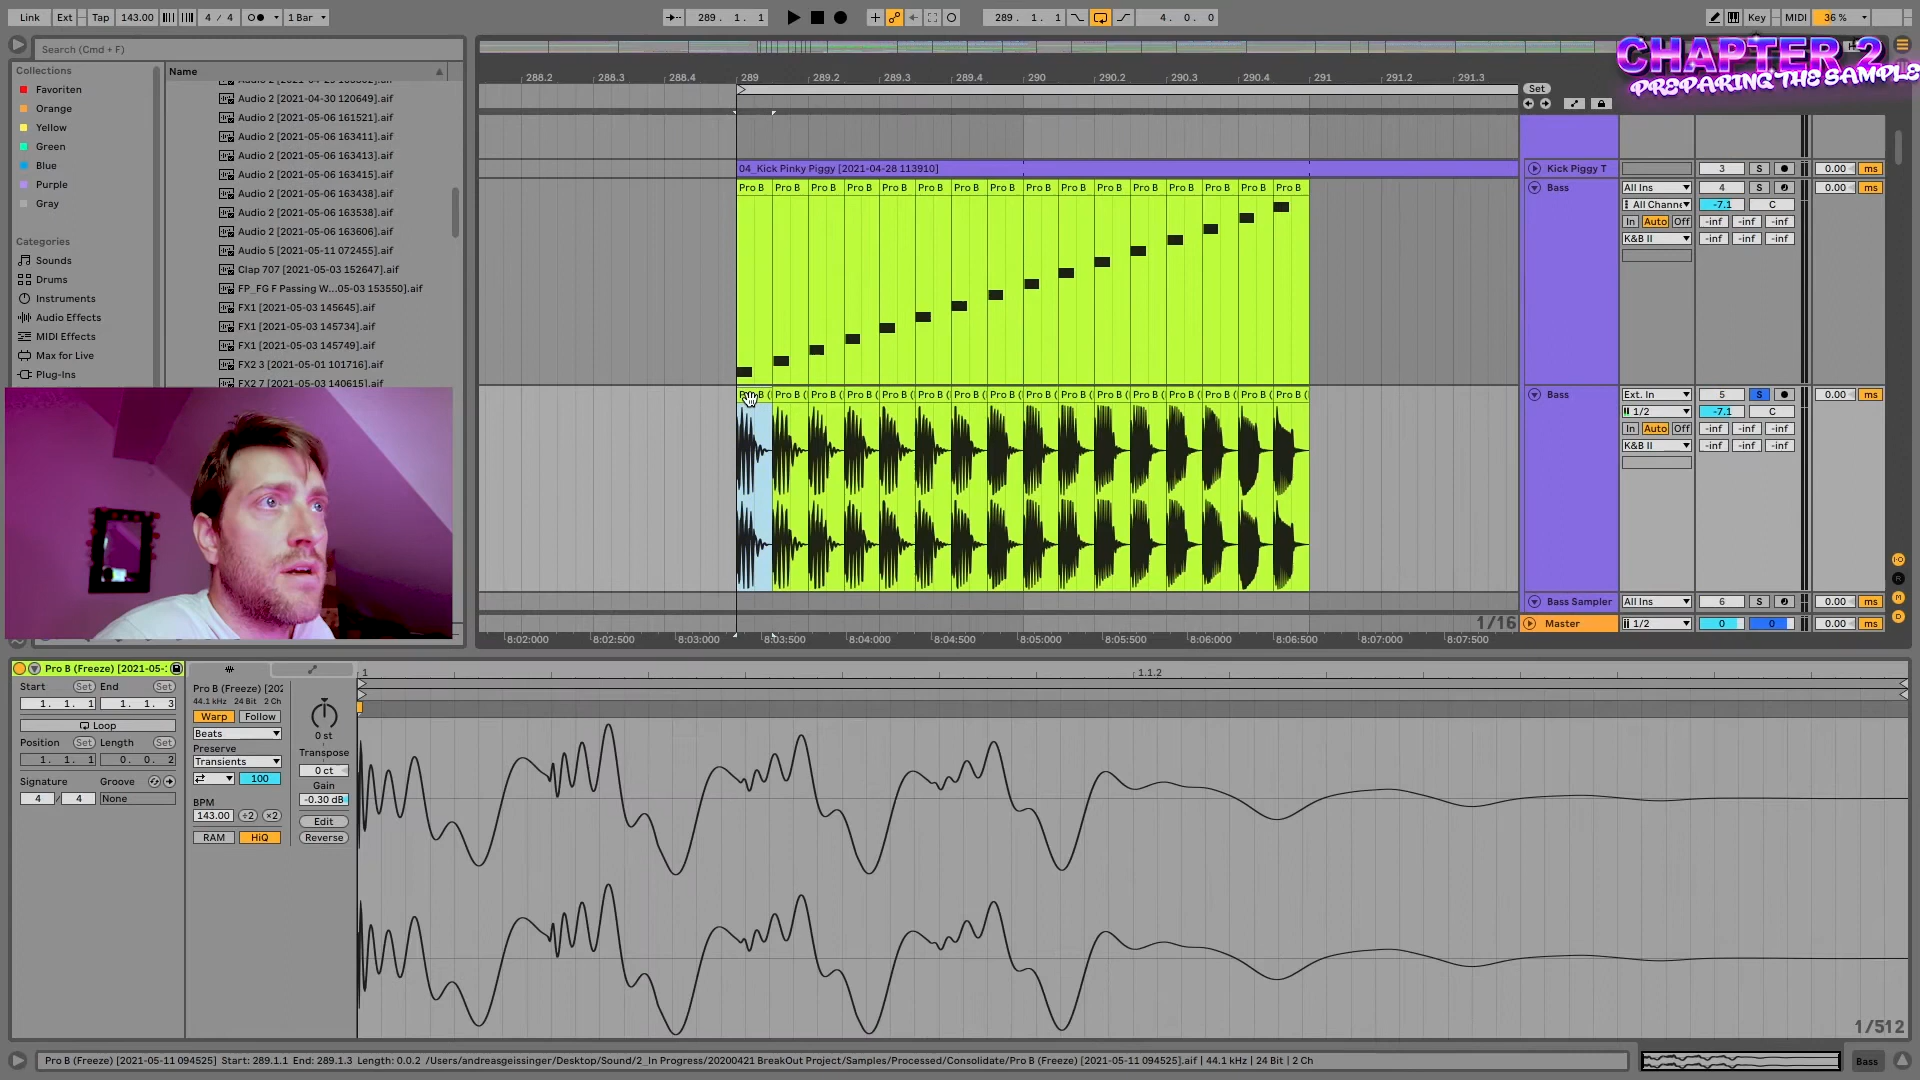 Link Ext Tap 143.00 4 / 4 1 Bar 289 . 1 . 1 289 . 1 . 1 4 . 0 . 0 Key MIDI 36 %
CHAPTER 2
PREPARING THE SAMPLE
Search (Cmd + F)
Collections
Favoriten
Orange
Yellow
Green
Blue
Purple
Gray
Categories
Sounds
Drums
Instruments
Audio Effects
MIDI Effects
Max for Live
Plug-Ins
Name
Audio 2 [2021-04-30 120649].aif
Audio 2 [2021-05-06 161521].aif
Audio 2 [2021-05-06 163411].aif
Audio 2 [2021-05-06 163413].aif
Audio 2 [2021-05-06 163415].aif
Audio 2 [2021-05-06 163438].aif
Audio 2 [2021-05-06 163538].aif
Audio 2 [2021-05-06 163606].aif
Audio 5 [2021-05-11 072455].aif
Clap 707 [2021-05-03 152647].aif
FP_FG F Passing W...05-03 153550].aif
FX1 [2021-05-03 145645].aif
FX1 [2021-05-03 145734].aif
FX1 [2021-05-03 145749].aif
FX2 3 [2021-05-01 101716].aif
FX2 7 [2021-05-03 140615].aif
288.2 288.3 288.4 289 289.2 289.3 289.4 290 290.2 290.3 290.4 291 291.2 291.3
Set
04_Kick Pinky Piggy [2021-04-28 113910]
Kick Piggy T 3 S 0.00 ms
Pro B Pro B Pro B Pro B Pro B Pro B Pro B Pro B Pro B Pro B Pro B Pro B Pro B Pro B Pro B Pro B
Bass All Ins 4 S 0.00 ms
All Channe -7.1 C
In Auto Off -inf -inf -inf
K&B II -inf -inf -inf
Pro B ( Pro B ( Pro B ( Pro B ( Pro B ( Pro B ( Pro B ( Pro B ( Pro B ( Pro B ( Pro B ( Pro B ( Pro B ( Pro B ( Pro B (
Bass Ext. In 5 S 0.00 ms
1/2 -7.1 C
In Auto Off -inf -inf -inf
K&B II -inf -inf -inf
Bass Sampler All Ins 6 S 0.00 ms
1/16 Master 1/2 0 0 0.00 ms
8:02:000 8:02:500 8:03:000 8:03:500 8:04:000 8:04:500 8:05:000 8:05:500 8:06:000 8:06:500 8:07:000 8:07:500
Pro B (Freeze) [2021-05-
Start Set End Set
1. 1. 1 1. 1. 3
Loop
Position Set Length Set
1. 1. 1 0. 0. 2
Signature Groove
4 / 4 None
Pro B (Freeze) [202
44.1 kHz 24 Bit 2 Ch
Warp Follow
Beats
Preserve
Transients
100
BPM
143.00 ÷2 ×2
RAM HiQ
0 st
Transpose
0 ct
Gain
-0.30 dB
Edit
Reverse
1 1.1.2
1/512
Pro B (Freeze) [2021-05-11 094525] Start: 289.1.1 End: 289.1.3 Length: 0.0.2 /Users/andreasgeissinger/Desktop/Sound/2_In Progress/20200421 BreakOut Project/Samples/Processed/Consolidate/Pro B (Freeze) [2021-05-11 094525].aif | 44.1 kHz | 24 Bit | 2 Ch
Bass